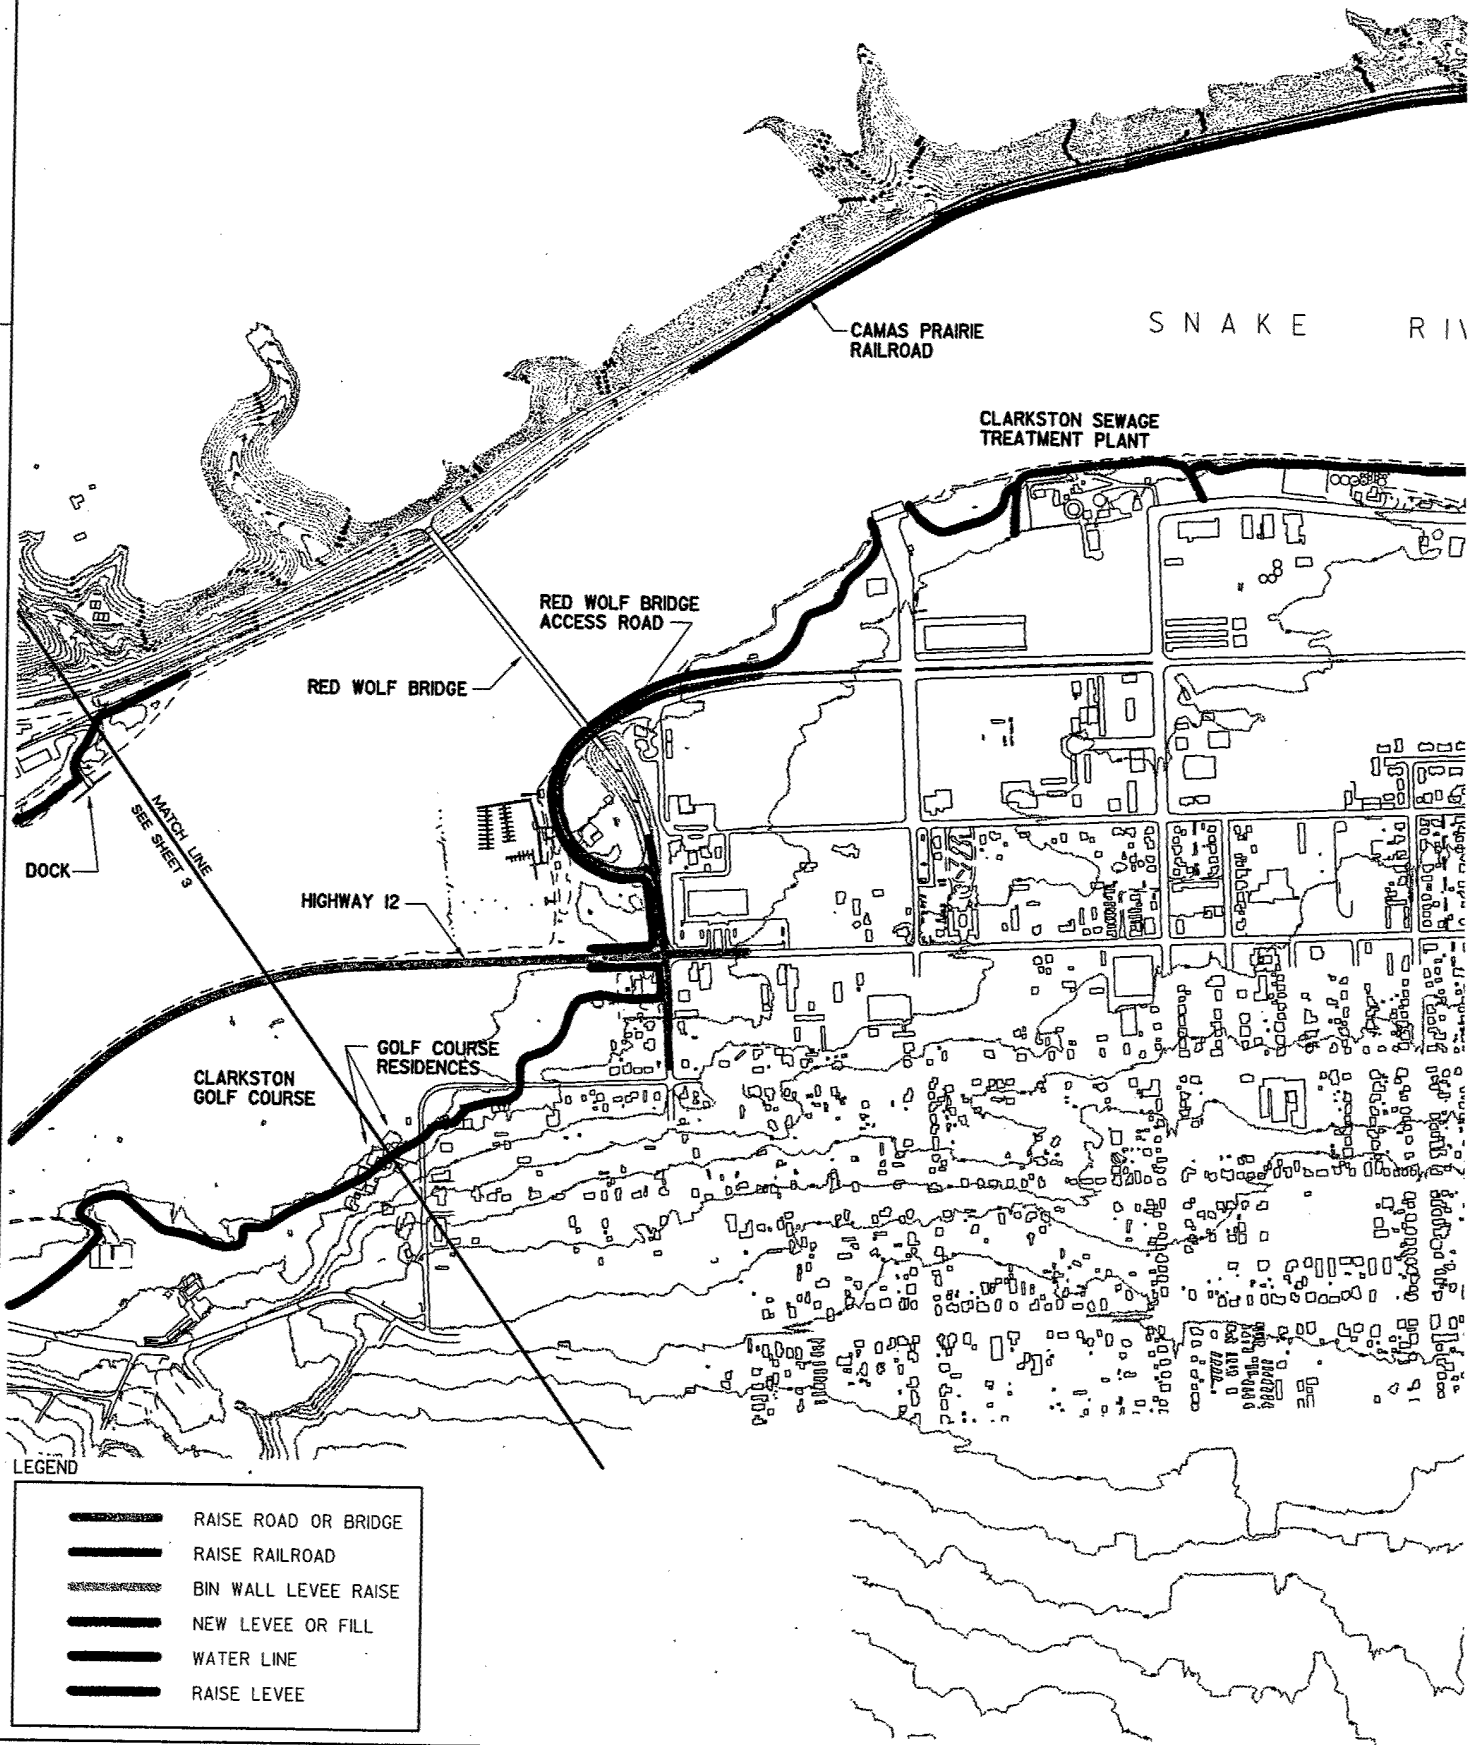 SNAKE RIV
CAMAS PRAIRIE
RAILROAD
CLARKSTON SEWAGE
TREATMENT PLANT
RED WOLF BRIDGE
ACCESS ROAD
RED WOLF BRIDGE
MATCH LINE
SEE SHEET 3
DOCK
HIGHWAY 12
GOLF COURSE
RESIDENCES
CLARKSTON
GOLF COURSE
LEGEND
RAISE ROAD OR BRIDGE
RAISE RAILROAD
BIN WALL LEVEE RAISE
NEW LEVEE OR FILL
WATER LINE
RAISE LEVEE